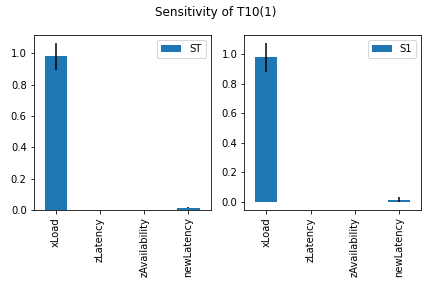 Sensitivity of T10(1)
ST
1.0
0.8
0.6
0.4
0.2
0.0
xLoad
zLatency
zAvailability
newLatency
S1
1.0
0.8
0.6
0.4
0.2
0.0
xLoad
zLatency
zAvailability
newLatency